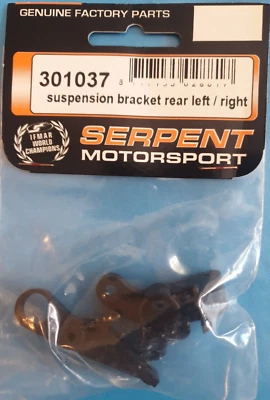 GENUINE FACTORY PARTS
301037
suspension bracket rear left / right
IFMAR
WORLD
CHAMPIONS
SERPENT
MOTORSPORT